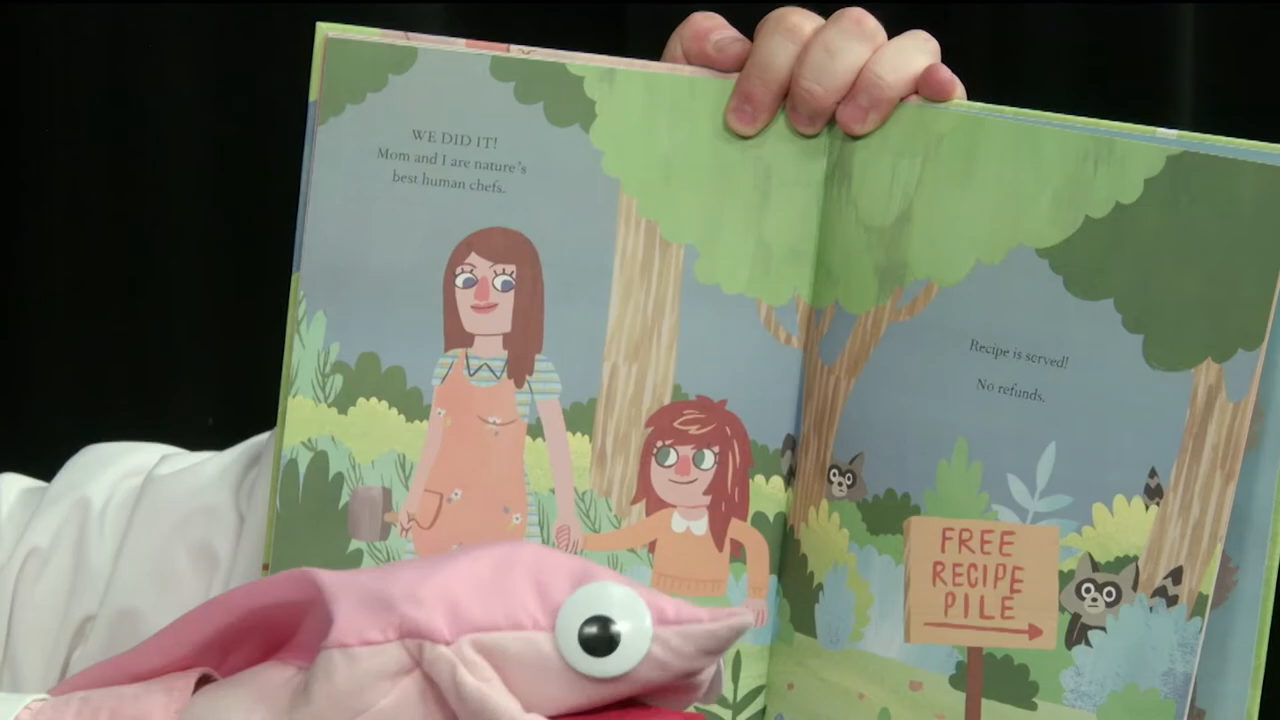 WE DID IT!
Mom and I are nature's
best human chefs.
Recipe is served!
No refunds.
FREE
RECIPE
PILE